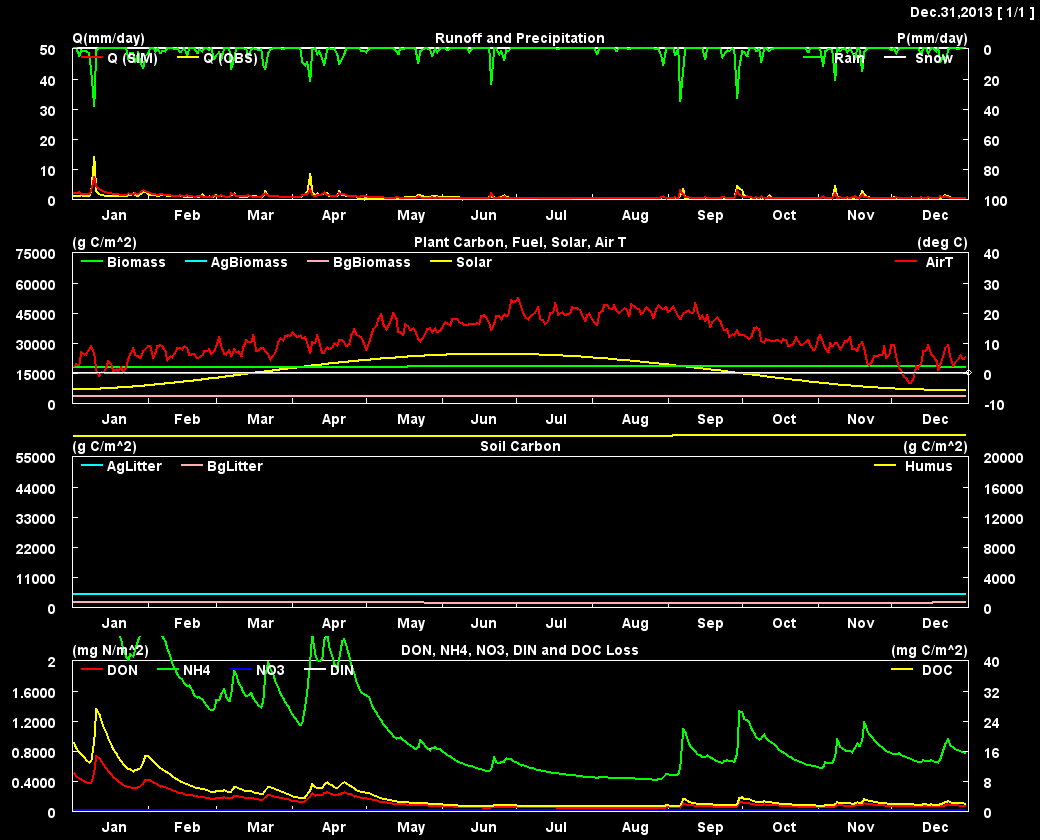 Dec.31,2013 [ 1/1 ]
Q(mm/day) Runoff and Precipitation P(mm/day)
Q (SIM) Q (OBS) Rain Snow
50 0
40 20
30 40
20 60
10 80
0 100
Jan Feb Mar Apr May Jun Jul Aug Sep Oct Nov Dec
(g C/m^2) Plant Carbon, Fuel, Solar, Air T (deg C)
Biomass AgBiomass BgBiomass Solar AirT
75000 40
60000 30
45000 20
30000 10
15000 0
0 -10
Jan Feb Mar Apr May Jun Jul Aug Sep Oct Nov Dec
(g C/m^2) Soil Carbon (g C/m^2)
AgLitter BgLitter Humus
55000 20000
44000 16000
33000 12000
22000 8000
11000 4000
0 0
Jan Feb Mar Apr May Jun Jul Aug Sep Oct Nov Dec
(mg N/m^2) DON, NH4, NO3, DIN and DOC Loss (mg C/m^2)
DON NH4 NO3 DIN DOC
2 40
1.6000 32
1.2000 24
0.8000 16
0.4000 8
0 0
Jan Feb Mar Apr May Jun Jul Aug Sep Oct Nov Dec